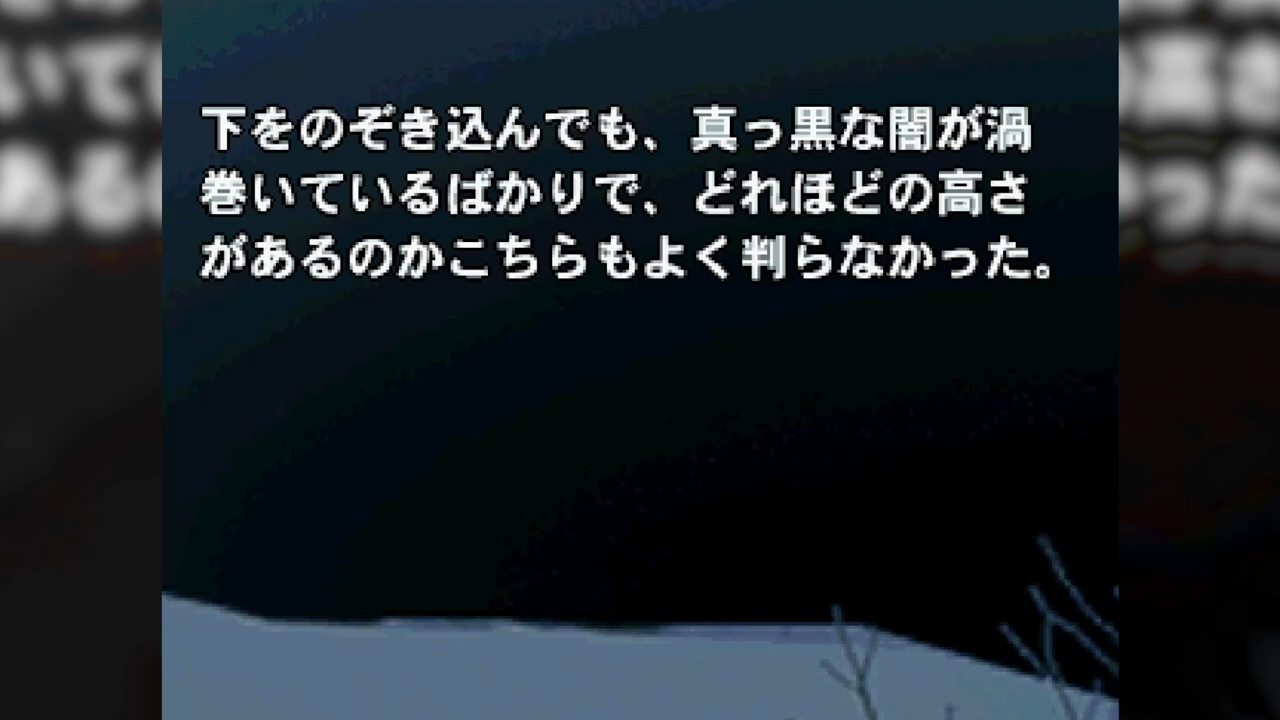 下をのぞき込んでも、真っ黒な闇が渦
巻いているばかりで、どれほどの高さ
があるのかこちらもよく判らなかった。